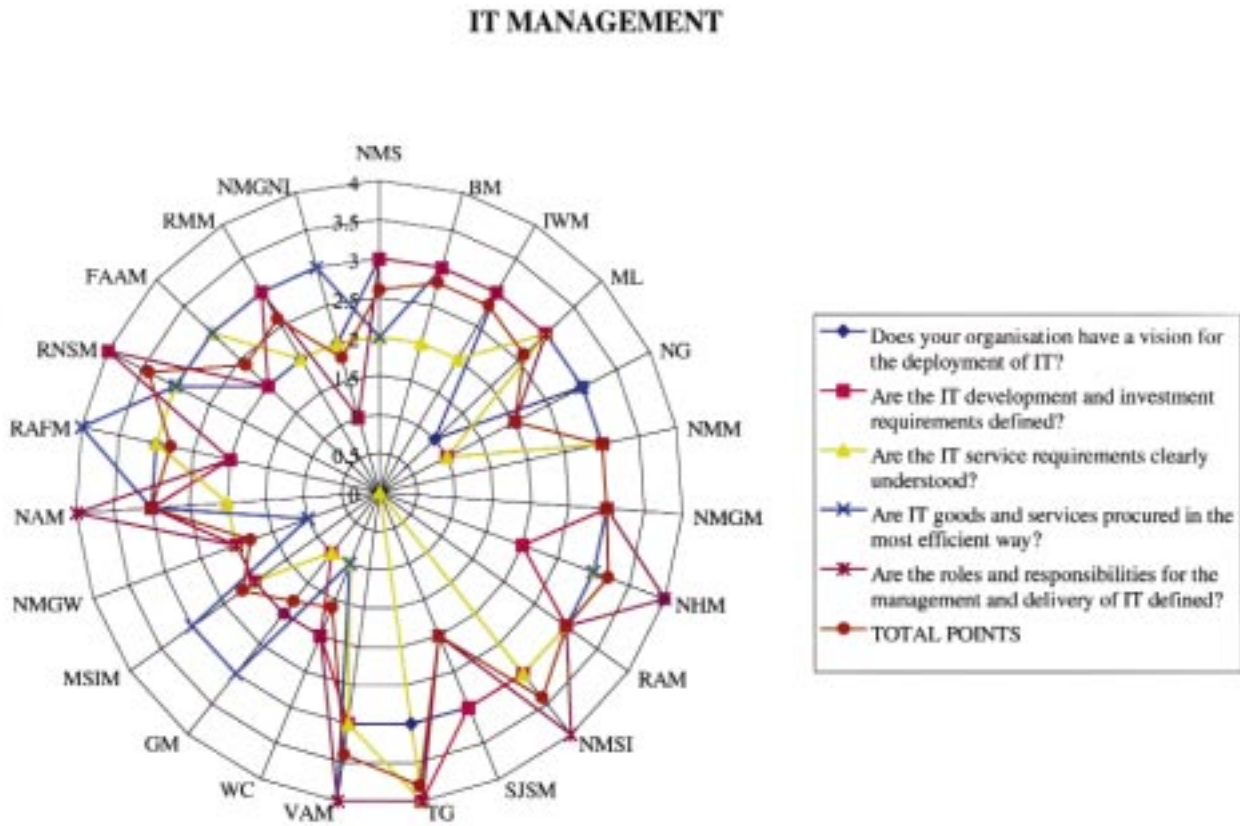 IT MANAGEMENT
NMS
BM
IWM
ML
NG
NMM
NMGM
NHM
RAM
NMSI
SJSM
TG
VAM
WC
GM
MSIM
NMGW
NAM
RAFM
RNSM
FAAM
RMM
NMGNI
4
3.5
3
2.5
2
1.5
0.5
0
Does your organisation have a vision for
the deployment of IT?
Are the IT development and investment
requirements defined?
Are the IT service requirements clearly
understood?
Are IT goods and services procured in the
most efficient way?
Are the roles and responsibilities for the
management and delivery of IT defined?
TOTAL POINTS